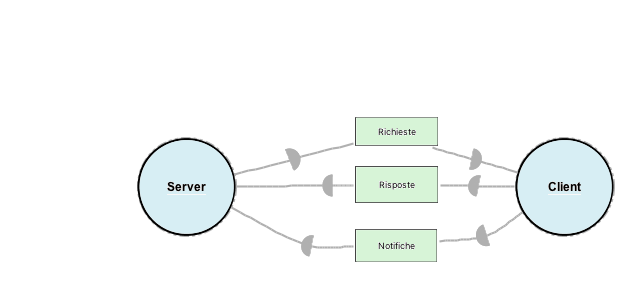 Richieste
Server
Risposte
Client
Notifiche